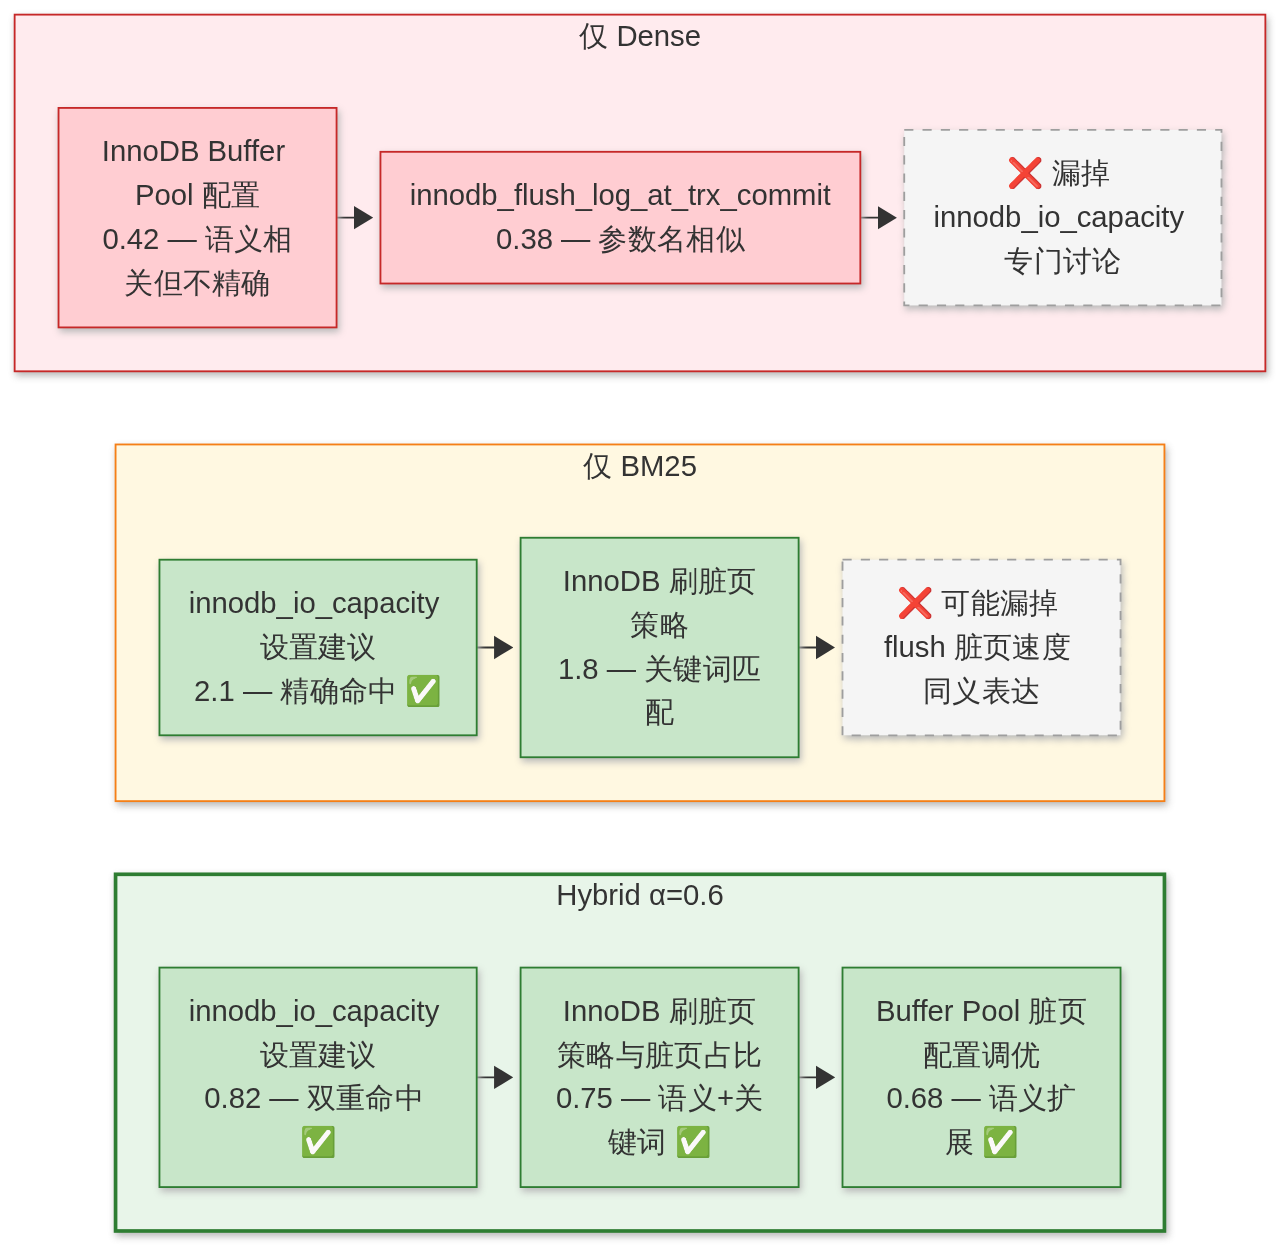 仅 Dense
InnoDB Buffer
Pool 配置
0.42 — 语义相
关但不精确
innodb_flush_log_at_trx_commit
0.38 — 参数名相似
❌ 漏掉
innodb_io_capacity
专门讨论
仅 BM25
innodb_io_capacity
设置建议
2.1 — 精确命中 ✅
InnoDB 刷脏页
策略
1.8 — 关键词匹
配
❌ 可能漏掉
flush 脏页速度
同义表达
Hybrid α=0.6
innodb_io_capacity
设置建议
0.82 — 双重命中
✅
InnoDB 刷脏页
策略与脏页占比
0.75 — 语义+关
键词 ✅
Buffer Pool 脏页
配置调优
0.68 — 语义扩
展 ✅